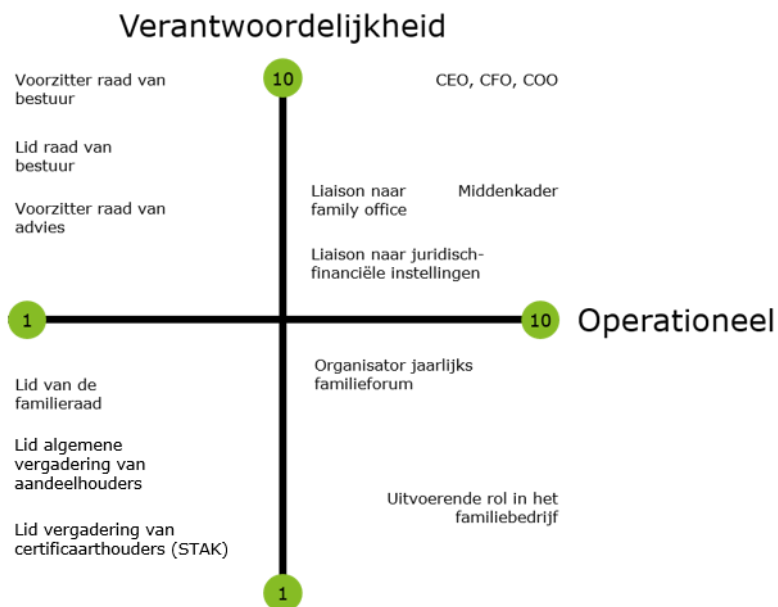 Verantwoordelijkheid
Voorzitter raad van
bestuur
10
CEO, CFO, COO
Lid raad van
bestuur
Liaison naar
family office
Middenkader
Voorzitter raad van
advies
Liaison naar juridisch-
financiële instellingen
1
10
Operationeel
Organisator jaarlijks
familieforum
Lid van de
familieraad
Lid algemene
vergadering van
aandeelhouders
Uitvoerende rol in het
familiebedrijf
Lid vergadering van
certificaarthouders (STAK)
1